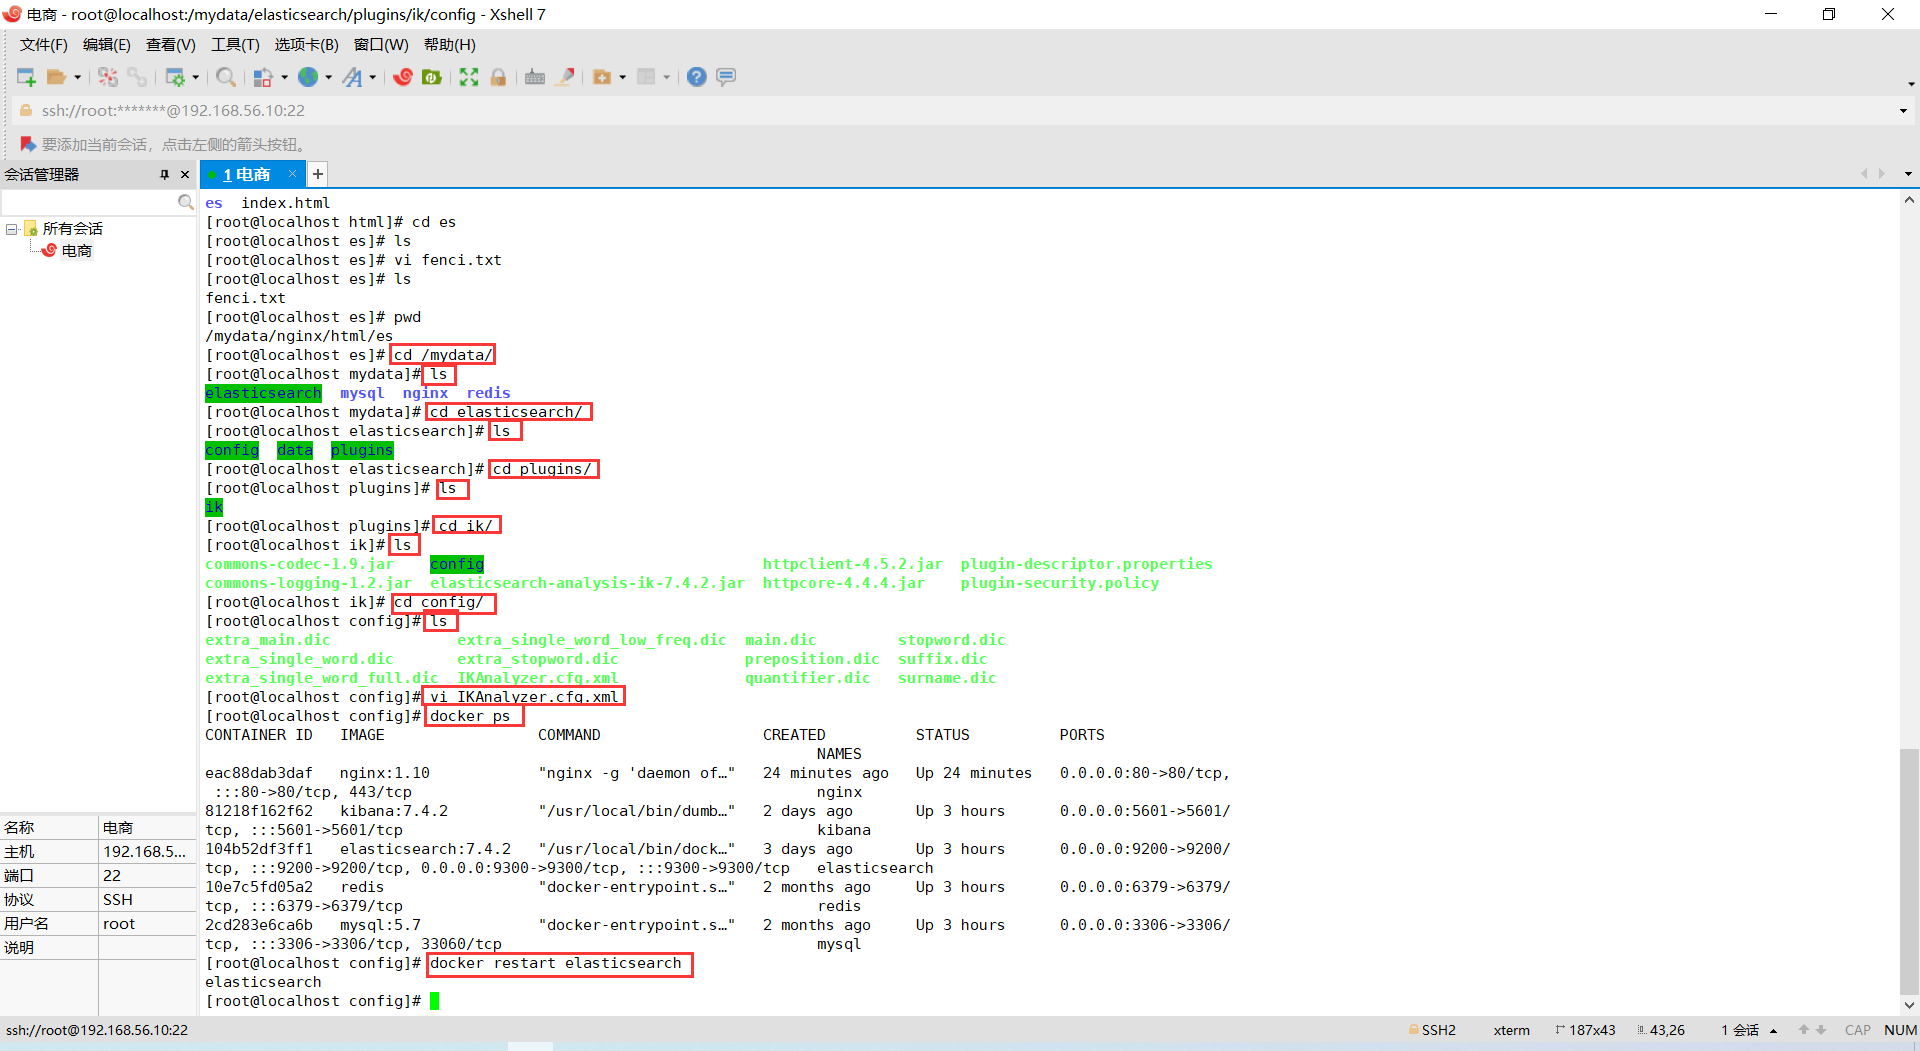 电商 - root@localhost:/mydata/elasticsearch/plugins/ik/config - Xshell 7
文件(F) 编辑(E) 查看(V) 工具(T) 选项卡(B) 窗口(W) 帮助(H)
ssh://root:*******@192.168.56.10:22
要添加当前会话，点击左侧的箭头按钮。
会话管理器
1 电商
所有会话
电商
es  index.html
[root@localhost html]# cd es
[root@localhost es]# ls
[root@localhost es]# vi fenci.txt
[root@localhost es]# ls
fenci.txt
[root@localhost es]# pwd
/mydata/nginx/html/es
[root@localhost es]# cd /mydata/
[root@localhost mydata]# ls
elasticsearch  mysql  nginx  redis
[root@localhost mydata]# cd elasticsearch/
[root@localhost elasticsearch]# ls
config  data  plugins
[root@localhost elasticsearch]# cd plugins/
[root@localhost plugins]# ls
ik
[root@localhost plugins]# cd ik/
[root@localhost ik]# ls
commons-codec-1.9.jar    config                               httpclient-4.5.2.jar  plugin-descriptor.properties
commons-logging-1.2.jar  elasticsearch-analysis-ik-7.4.2.jar  httpcore-4.4.4.jar    plugin-security.policy
[root@localhost ik]# cd config/
[root@localhost config]# ls
extra_main.dic              extra_single_word_low_freq.dic  main.dic         stopword.dic
extra_single_word.dic       extra_stopword.dic              preposition.dic  suffix.dic
extra_single_word_full.dic  IKAnalyzer.cfg.xml              quantifier.dic   surname.dic
[root@localhost config]# vi IKAnalyzer.cfg.xml
[root@localhost config]# docker ps
CONTAINER ID   IMAGE                 COMMAND                  CREATED          STATUS          PORTS
NAMES
eac88dab3daf   nginx:1.10            "nginx -g 'daemon of…"   24 minutes ago   Up 24 minutes   0.0.0.0:80->80/tcp,
:::80->80/tcp, 443/tcp                                              nginx
81218f162f62   kibana:7.4.2          "/usr/local/bin/dumb…"   2 days ago       Up 3 hours      0.0.0.0:5601->5601/
tcp, :::5601->5601/tcp                                              kibana
104b52df3ff1   elasticsearch:7.4.2   "/usr/local/bin/dock…"   3 days ago       Up 3 hours      0.0.0.0:9200->9200/
tcp, :::9200->9200/tcp, 0.0.0.0:9300->9300/tcp, :::9300->9300/tcp   elasticsearch
10e7c5fd05a2   redis                 "docker-entrypoint.s…"   2 months ago     Up 3 hours      0.0.0.0:6379->6379/
tcp, :::6379->6379/tcp                                              redis
2cd283e6ca6b   mysql:5.7             "docker-entrypoint.s…"   2 months ago     Up 3 hours      0.0.0.0:3306->3306/
tcp, :::3306->3306/tcp, 33060/tcp                                   mysql
[root@localhost config]# docker restart elasticsearch
elasticsearch
[root@localhost config]#
名称 电商
主机 192.168.5...
端口 22
协议 SSH
用户名 root
说明
ssh://root@192.168.56.10:22 SSH2 xterm 187x43 43,26 1 会话 CAP NUM